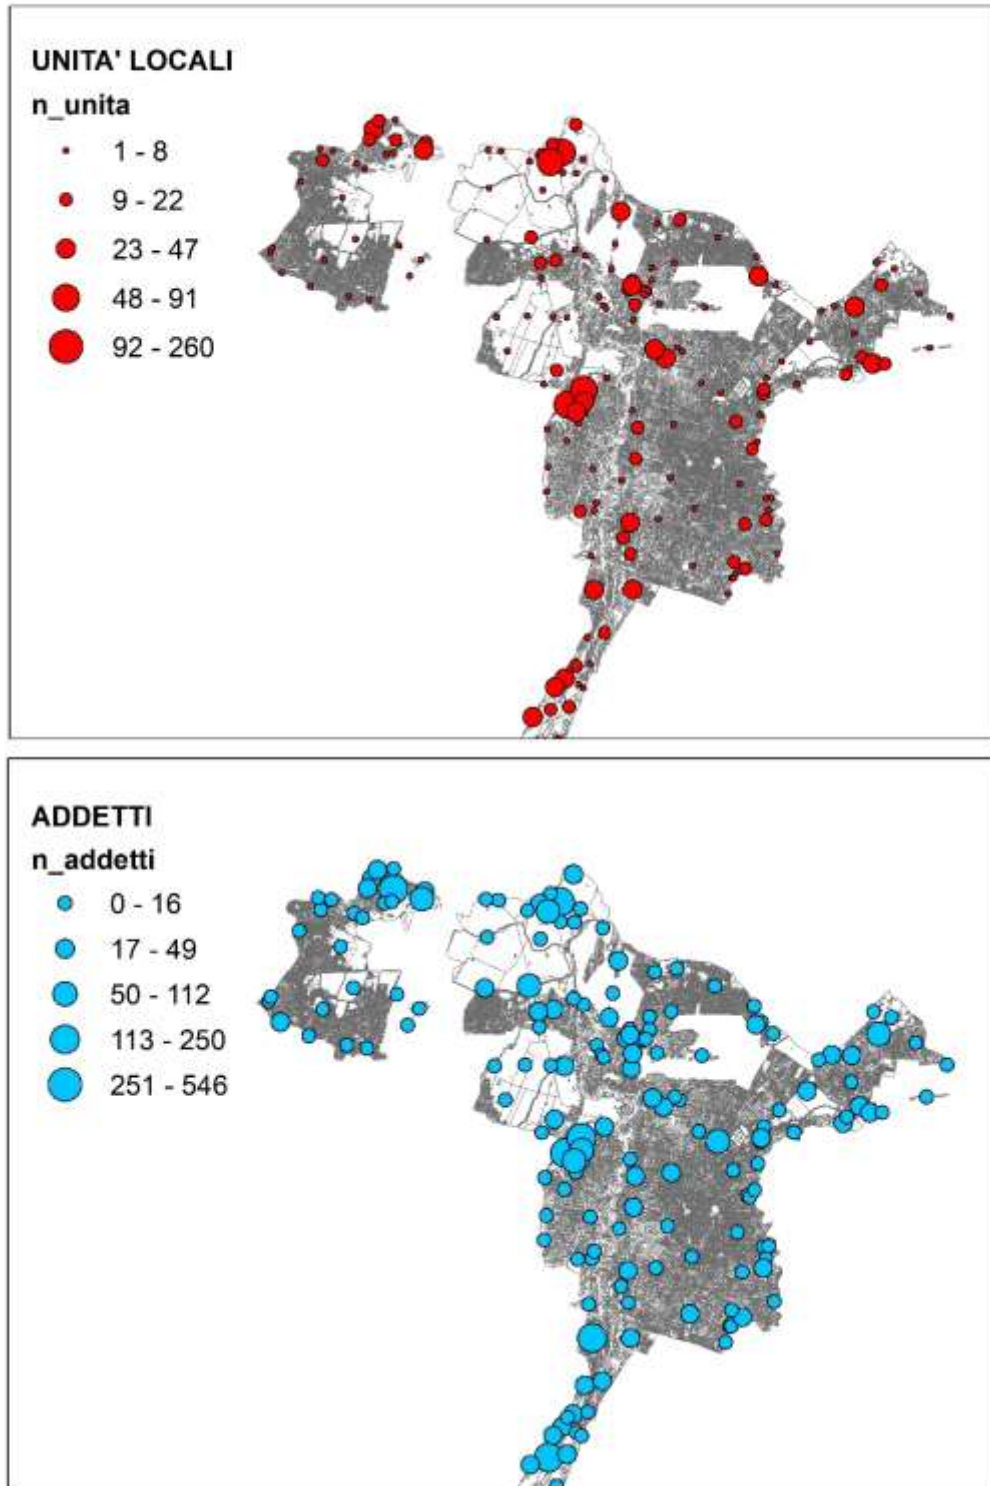 UNITA' LOCALI
n_unita
1 - 8
9 - 22
23 - 47
48 - 91
92 - 260
ADDETTI
n_addetti
0 - 16
17 - 49
50 - 112
113 - 250
251 - 546